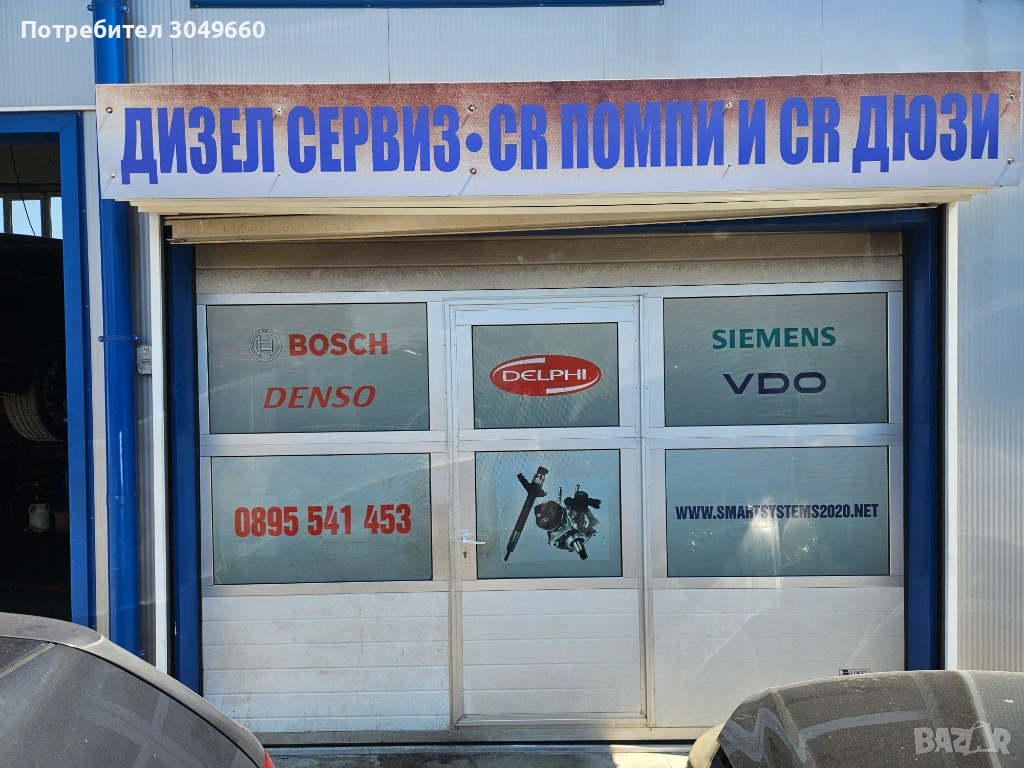 Потребител 3049660
ДИЗЕЛ СЕРВИЗ • CR ПОМПИ И CR ДЮЗИ
BOSCH
DENSO
DELPHI
SIEMENS
VDO
0895 541 453
WWW.SMARTSYSTEMS2020.NET
BAZAR